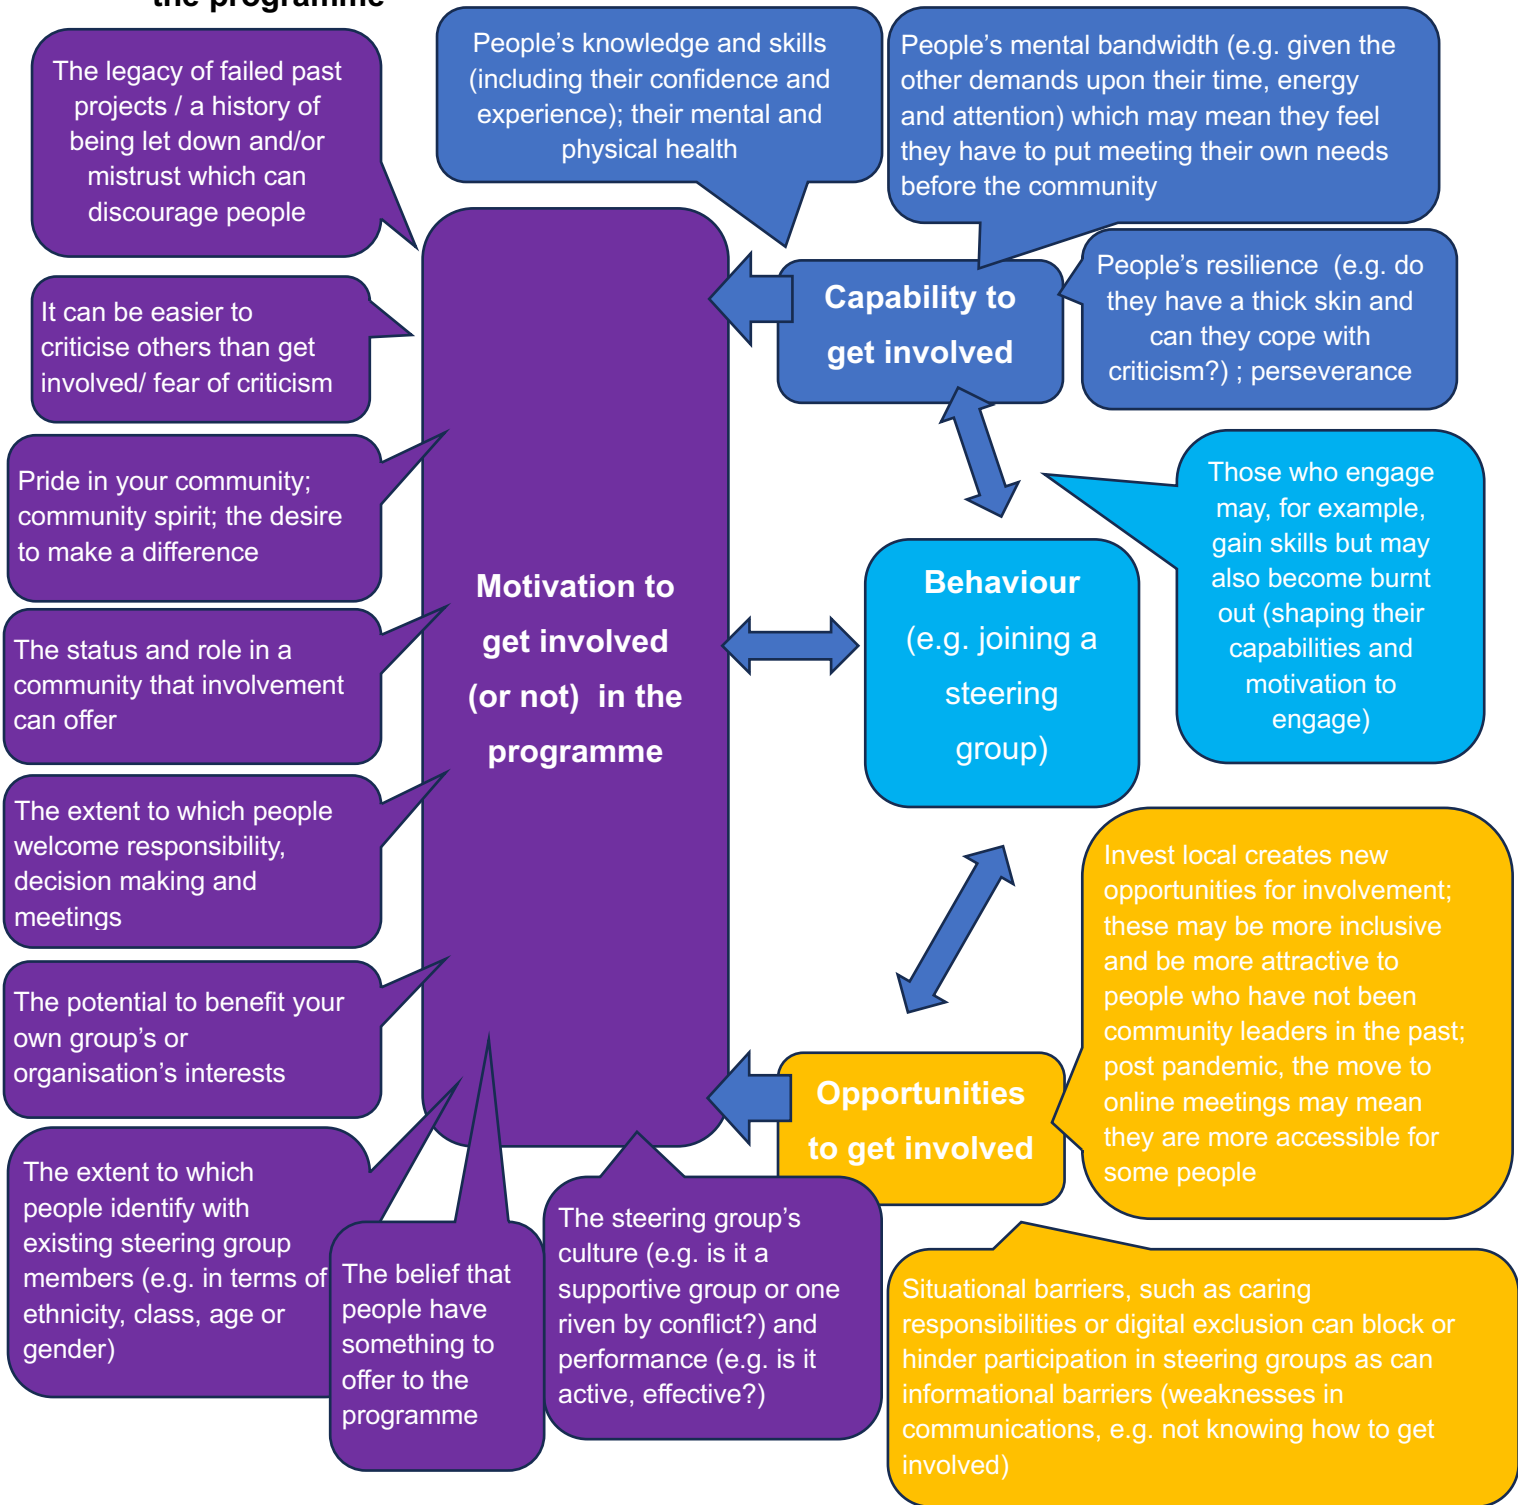 the programme
The legacy of failed past
projects / a history of
being let down and/or
mistrust which can
discourage people
People’s knowledge and skills
(including their confidence and
experience); their mental and
physical health
People’s mental bandwidth (e.g. given the
other demands upon their time, energy
and attention) which may mean they feel
they have to put meeting their own needs
before the community
It can be easier to
criticise others than get
involved/ fear of criticism
Capability to
get involved
People’s resilience  (e.g. do
they have a thick skin and
can they cope with
criticism?) ; perseverance
Pride in your community;
community spirit; the desire
to make a difference
Those who engage
may, for example,
gain skills but may
also become burnt
out (shaping their
capabilities and
motivation to
engage)
Motivation to
get involved
(or not)  in the
programme
Behaviour
(e.g. joining a
steering
group)
The status and role in a
community that involvement
can offer
The extent to which people
welcome responsibility,
decision making and
meetings
Invest local creates new
opportunities for involvement;
these may be more inclusive
and be more attractive to
people who have not been
community leaders in the past;
post pandemic, the move to
online meetings may mean
they are more accessible for
some people
The potential to benefit your
own group’s or
organisation’s interests
Opportunities
to get involved
The extent to which
people identify with
existing steering group
members (e.g. in terms of
ethnicity, class, age or
gender)
The belief that
people have
something to
offer to the
programme
The steering group’s
culture (e.g. is it a
supportive group or one
riven by conflict?) and
performance (e.g. is it
active, effective?)
Situational barriers, such as caring
responsibilities or digital exclusion can block or
hinder participation in steering groups as can
informational barriers (weaknesses in
communications, e.g. not knowing how to get
involved)